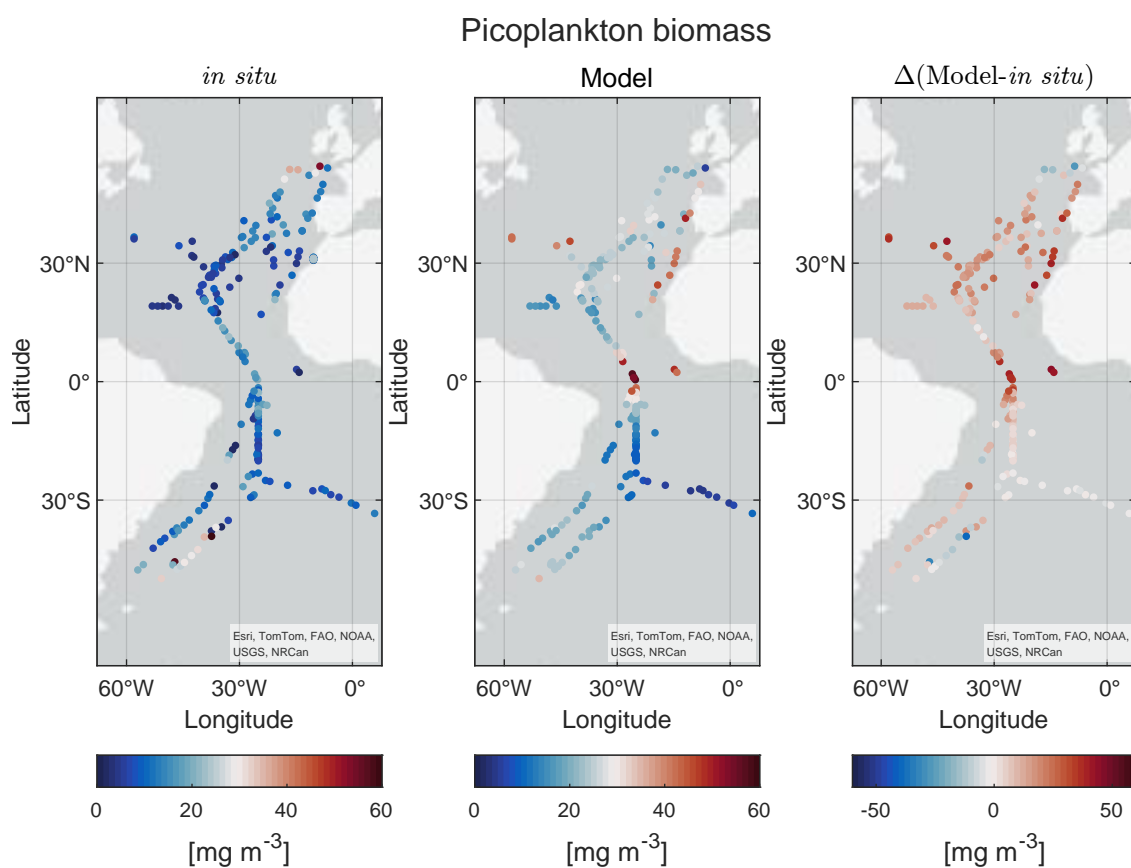 Picoplankton biomass
in situ
Model
Δ(Model-in situ)
30°N
0°
30°S
Latitude
60°W
30°W
0°
Longitude
Esri, TomTom, FAO, NOAA,
USGS, NRCan
30°N
0°
30°S
Latitude
60°W
30°W
0°
Longitude
Esri, TomTom, FAO, NOAA,
USGS, NRCan
30°N
0°
30°S
Latitude
60°W
30°W
0°
Longitude
Esri, TomTom, FAO, NOAA,
USGS, NRCan
0 20 40 60
[mg m⁻³]
0 20 40 60
[mg m⁻³]
-50 0 50
[mg m⁻³]